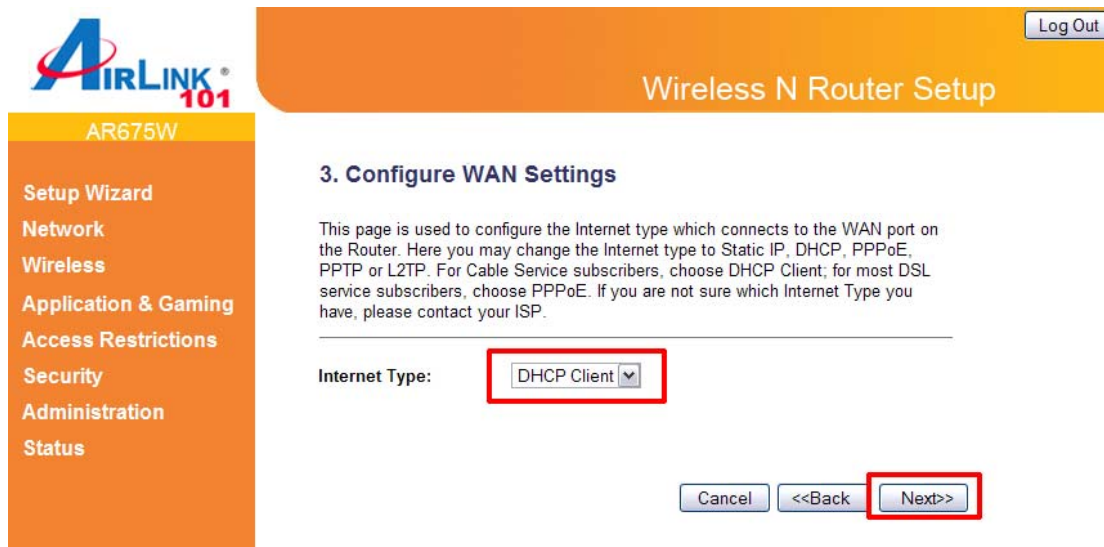 Log Out
AIRLINK®
101
Wireless N Router Setup
AR675W
Setup Wizard
Network
Wireless
Application & Gaming
Access Restrictions
Security
Administration
Status
3. Configure WAN Settings
This page is used to configure the Internet type which connects to the WAN port on
the Router. Here you may change the Internet type to Static IP, DHCP, PPPoE,
PPTP or L2TP. For Cable Service subscribers, choose DHCP Client; for most DSL
service subscribers, choose PPPoE. If you are not sure which Internet Type you
have, please contact your ISP.
Internet Type: DHCP Client
Cancel <<Back Next>>